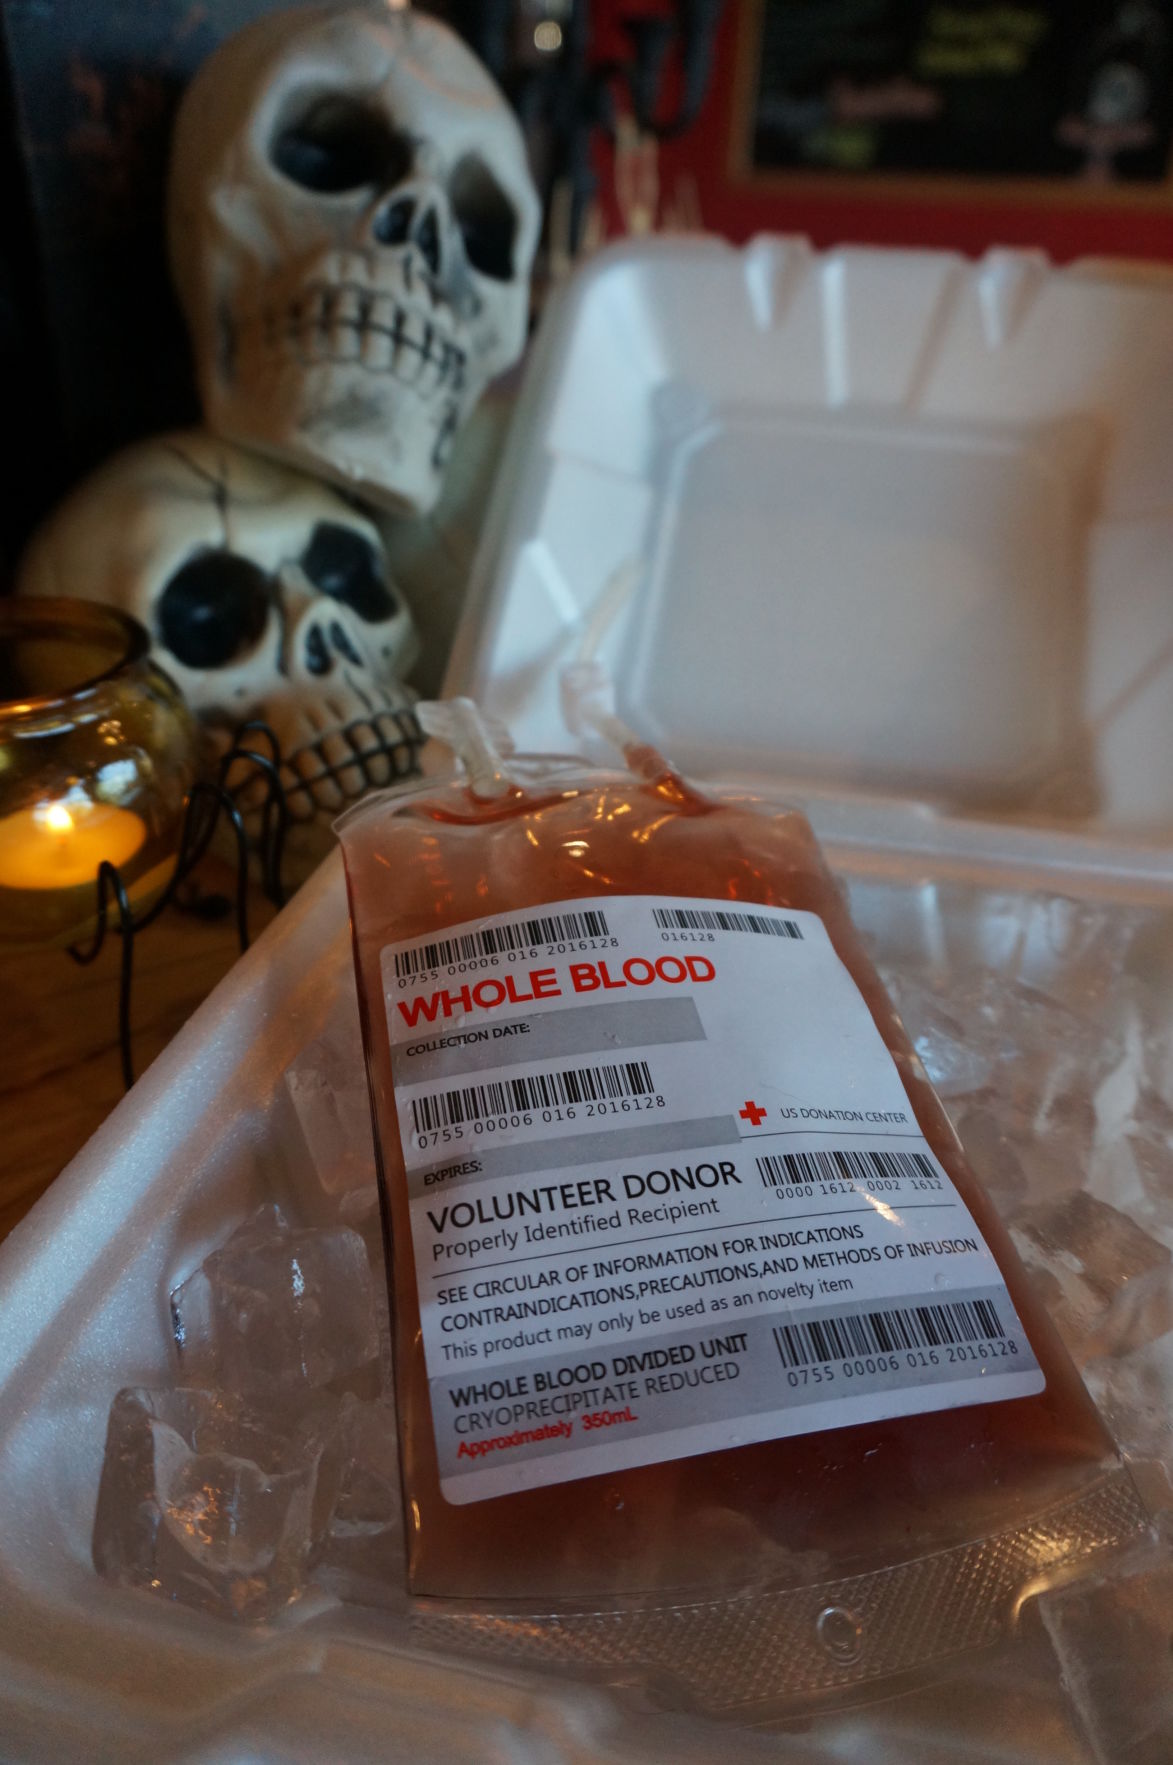 0755 00006 016 2016128
016128
WHOLE BLOOD
COLLECTION DATE:
0755 00006 016 2016128
US DONATION CENTER
EXPIRES:
VOLUNTEER DONOR
0000 1612 0002 1612
Properly Identified Recipient
SEE CIRCULAR OF INFORMATION FOR INDICATIONS
CONTRAINDICATIONS,PRECAUTIONS,AND METHODS OF INFUSION
This product may only be used as an novelty item
WHOLE BLOOD DIVIDED UNIT
CRYOPRECIPITATE REDUCED
Approximately 350mL
0755 00006 016 2016128